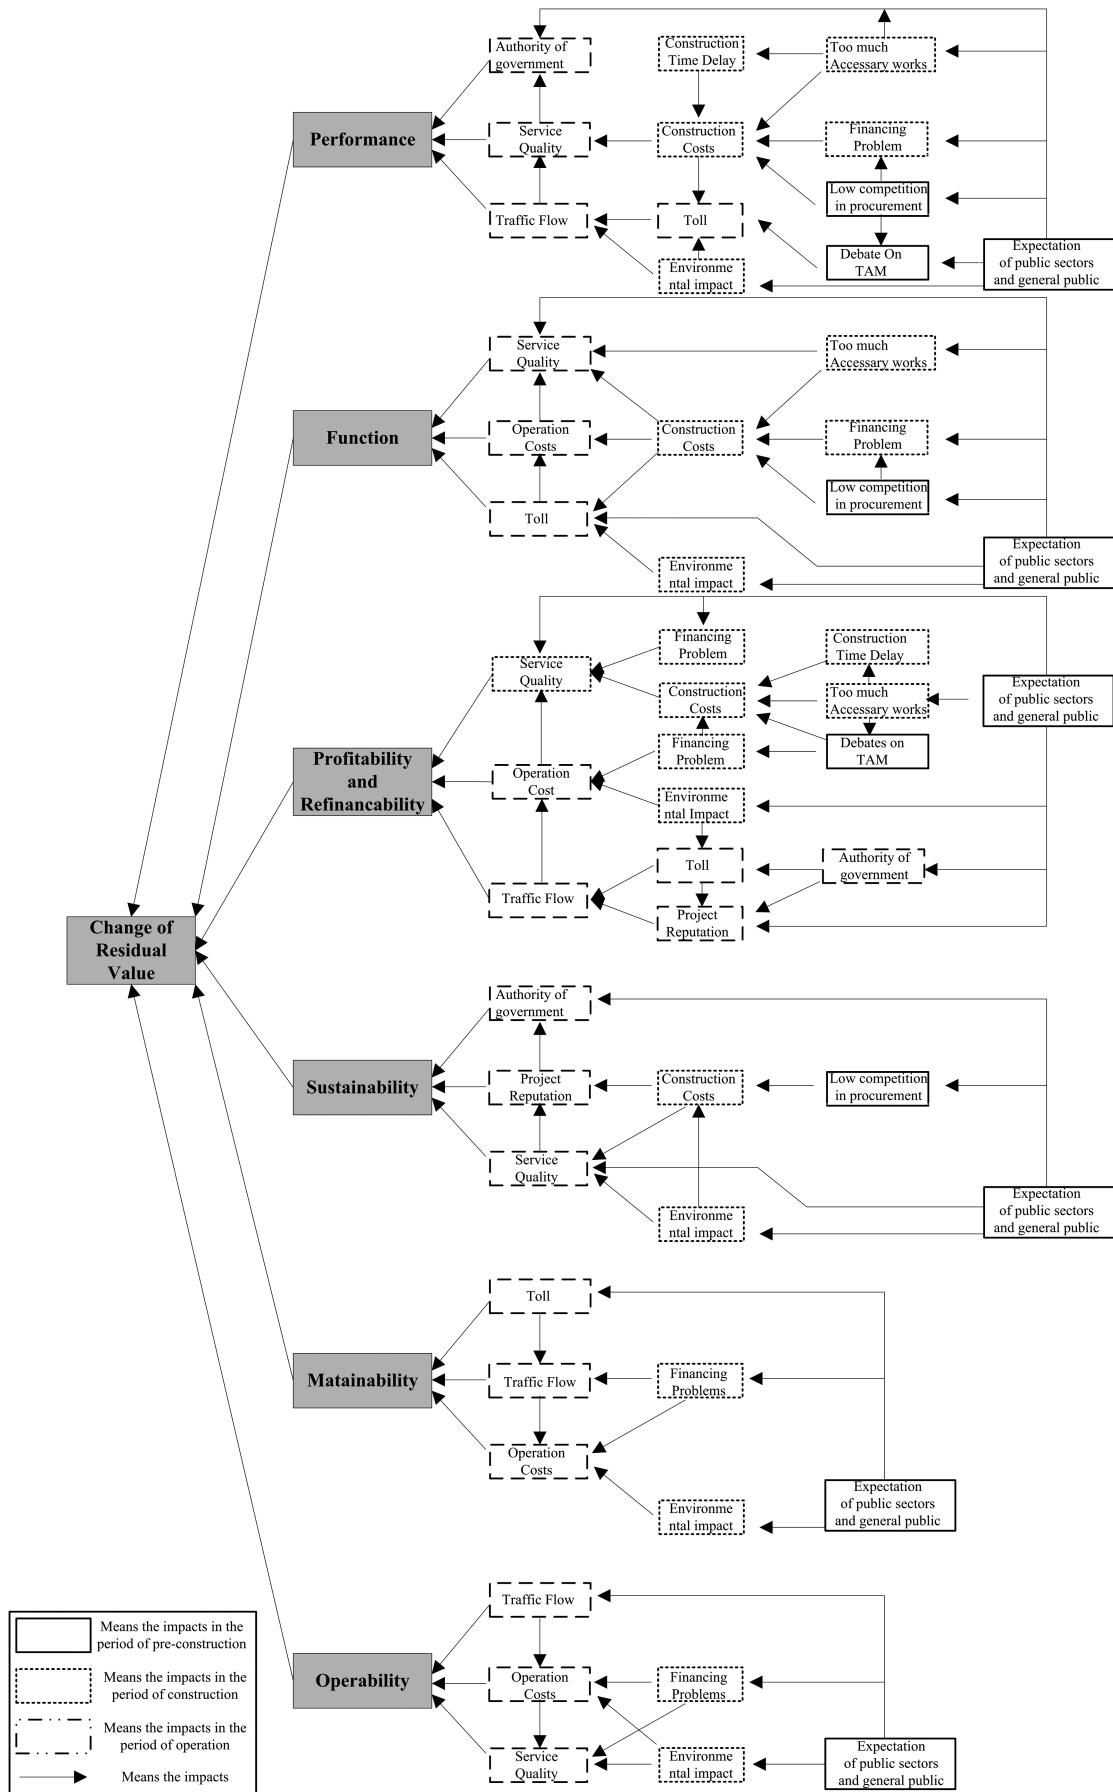 Authority of
government
Construction
Time Delay
Too much
Accessary works
Performance
Service
Quality
Construction
Costs
Financing
Problem
Low competition
in procurement
Traffic Flow
Toll
Debate On
TAM
Expectation
of public sectors
and general public
Environme
ntal impact
Service
Quality
Too much
Accessary works
Function
Operation
Costs
Construction
Costs
Financing
Problem
Low competition
in procurement
Toll
Expectation
of public sectors
and general public
Environme
ntal impact
Financing
Problem
Construction
Time Delay
Service
Quality
Construction
Costs
Too much
Accessary works
Expectation
of public sectors
and general public
Profitability
and
Refinancability
Operation
Cost
Financing
Problem
Debates on
TAM
Environme
ntal Impact
Toll
Authority of
government
Traffic Flow
Project
Reputation
Change of
Residual
Value
Authority of
government
Sustainability
Project
Reputation
Construction
Costs
Low competition
in procurement
Service
Quality
Expectation
of public sectors
and general public
Environme
ntal impact
Toll
Matainability
Traffic Flow
Financing
Problems
Operation
Costs
Expectation
of public sectors
and general public
Environme
ntal impact
Traffic Flow
Operability
Operation
Costs
Financing
Problems
Service
Quality
Environme
ntal impact
Expectation
of public sectors
and general public
Means the impacts in the
period of pre-construction
Means the impacts in the
period of construction
Means the impacts in the
period of operation
Means the impacts